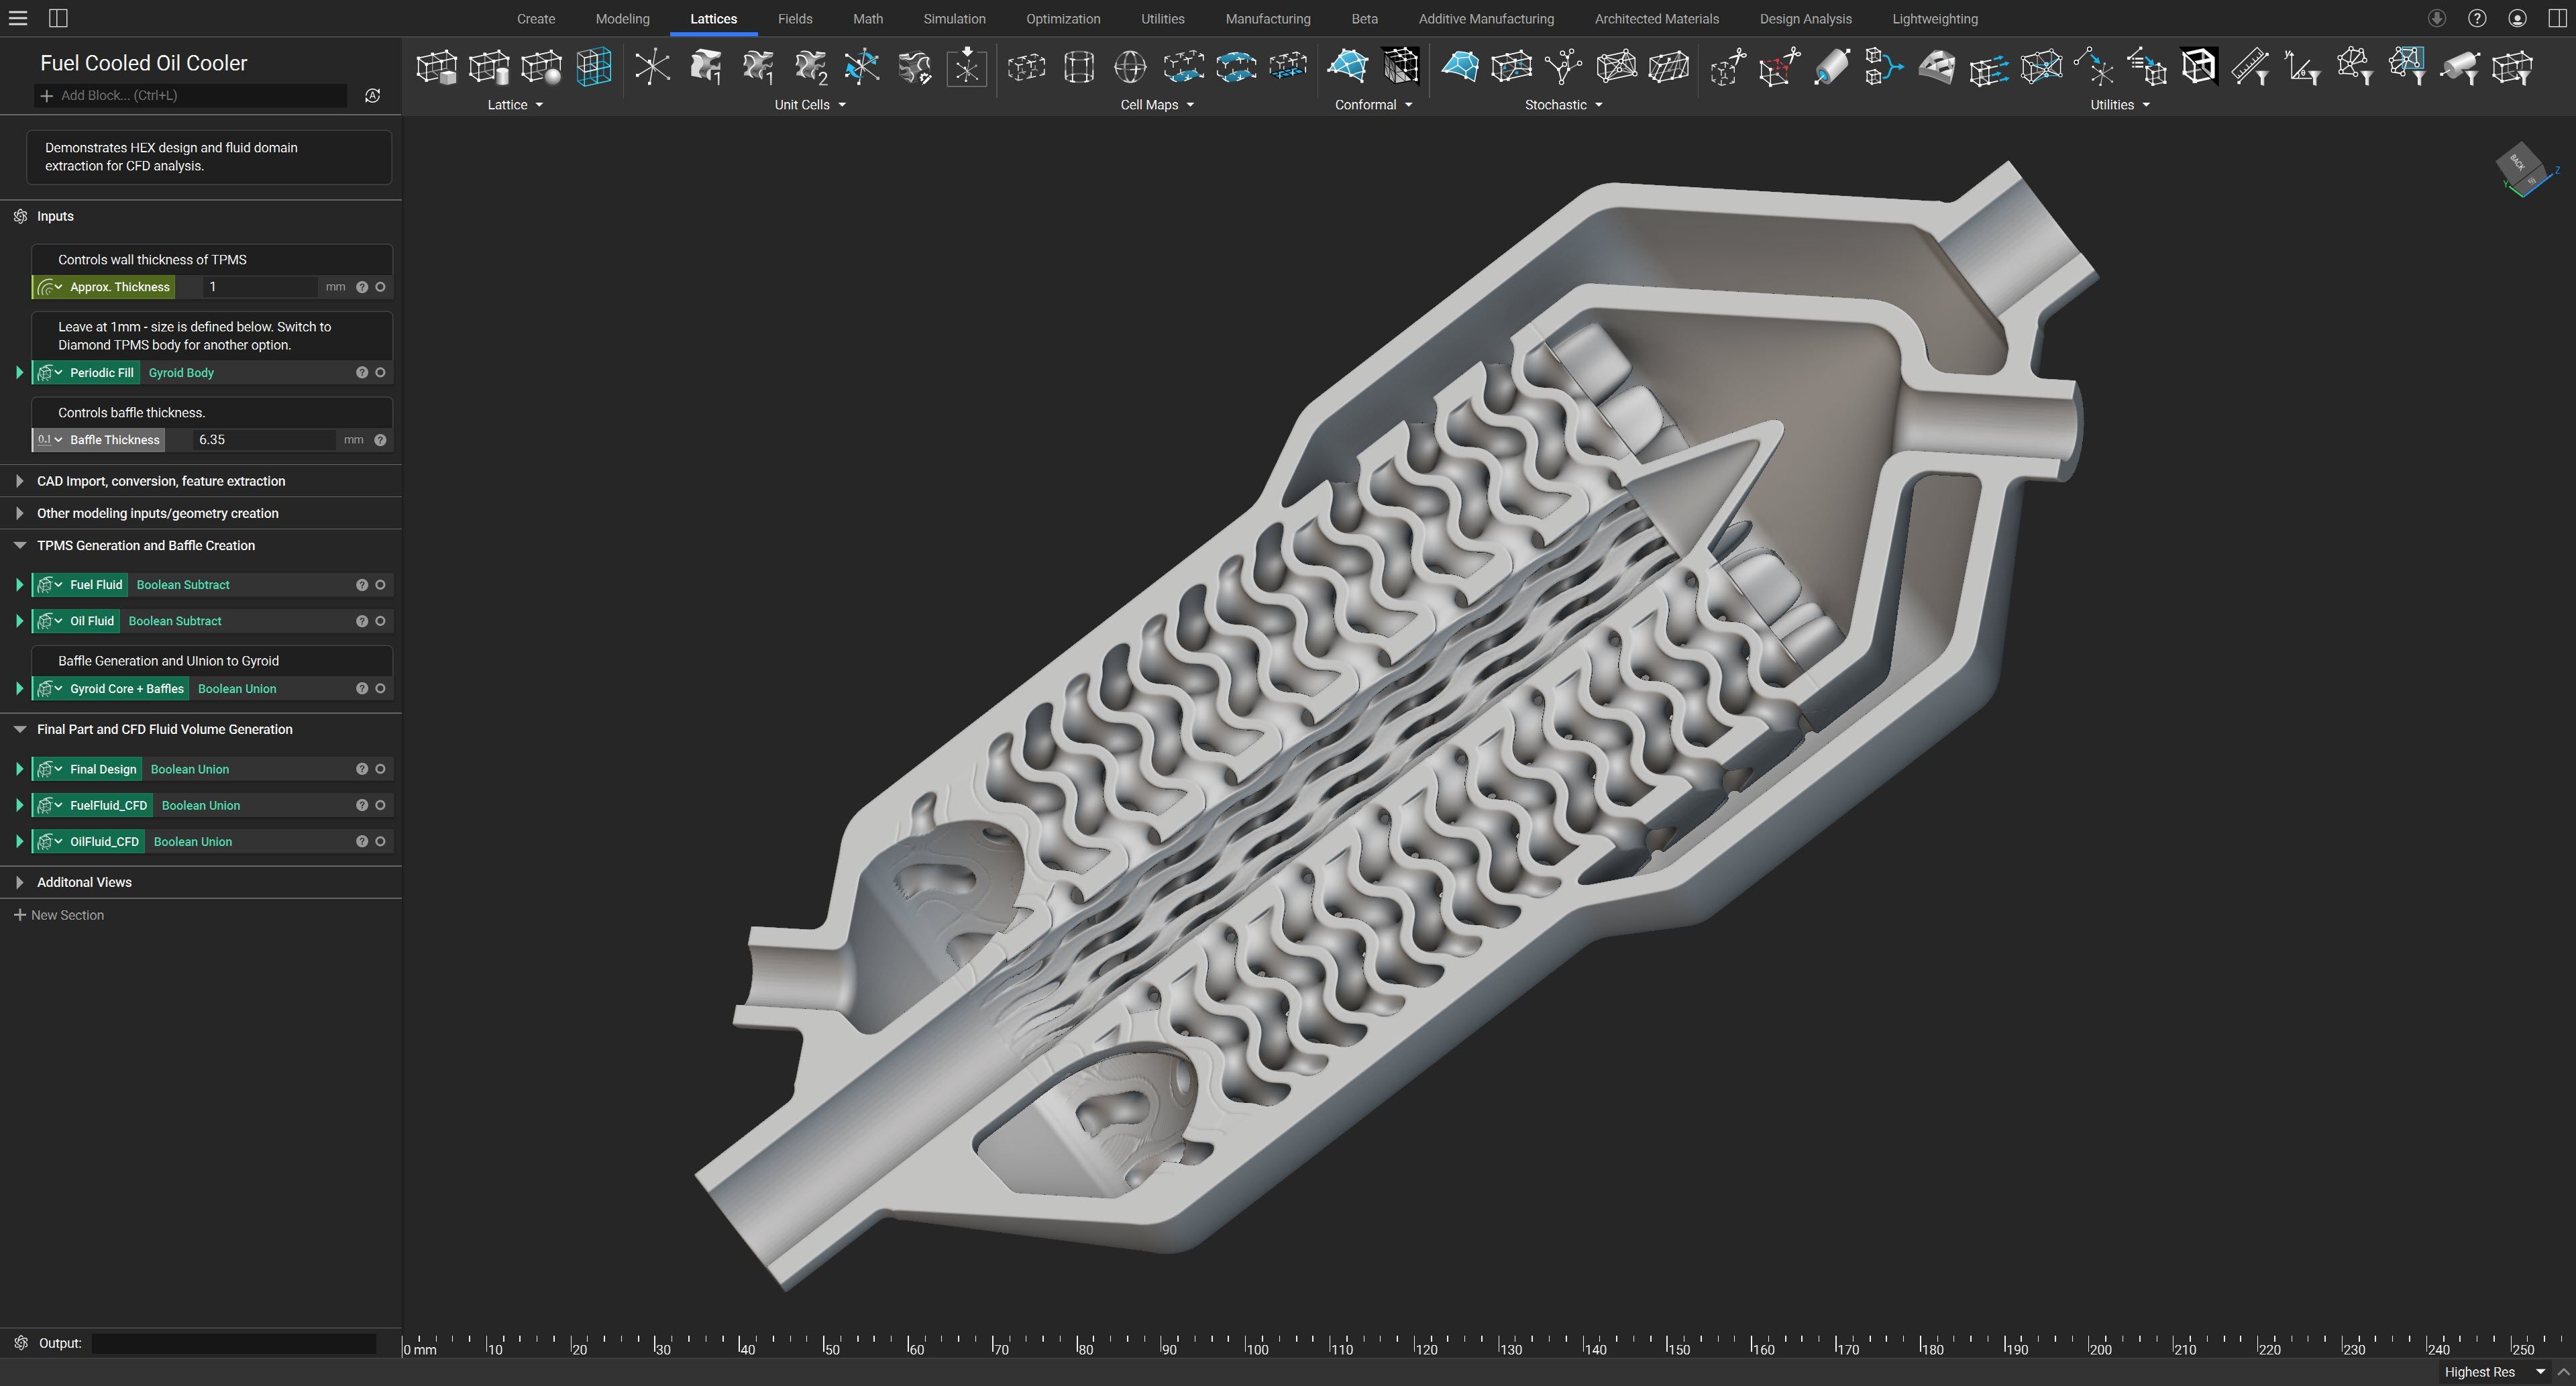 Create Modeling Lattices Fields Math Simulation Optimization Utilities Manufacturing Beta Additive Manufacturing Architected Materials Design Analysis Lightweighting
Fuel Cooled Oil Cooler
Add Block... (Ctrl+L)
1 1 2
Lattice Unit Cells Cell Maps Conformal Stochastic Utilities
Demonstrates HEX design and fluid domain
extraction for CFD analysis.
Inputs
Controls wall thickness of TPMS
Approx. Thickness 1 mm
Leave at 1mm - size is defined below. Switch to
Diamond TPMS body for another option.
Periodic Fill Gyroid Body
Controls baffle thickness.
0.1 Baffle Thickness 6.35 mm
CAD Import, conversion, feature extraction
Other modeling inputs/geometry creation
TPMS Generation and Baffle Creation
Fuel Fluid Boolean Subtract
Oil Fluid Boolean Subtract
Baffle Generation and UInion to Gyroid
Gyroid Core + Baffles Boolean Union
Final Part and CFD Fluid Volume Generation
Final Design Boolean Union
FuelFluid_CFD Boolean Union
OilFluid_CFD Boolean Union
Additonal Views
New Section
BACK
Y Z
Output:
0 mm 10 20 30 40 50 60 70 80 90 100 110 120 130 140 150 160 170 180 190 200 210 220 230 240 250
Highest Res